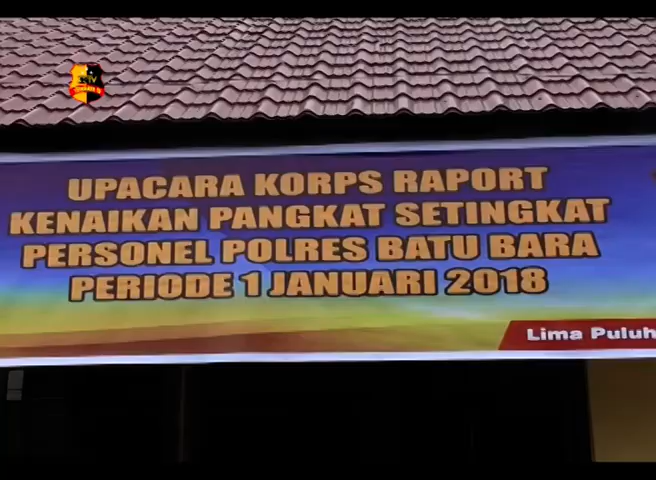 UPACARA KORPS RAPORT
KENAIKAN PANGKAT SETINGKAT
PERSONEL POLRES BATU BARA
PERIODE 1 JANUARI 2018
Lima Puluh